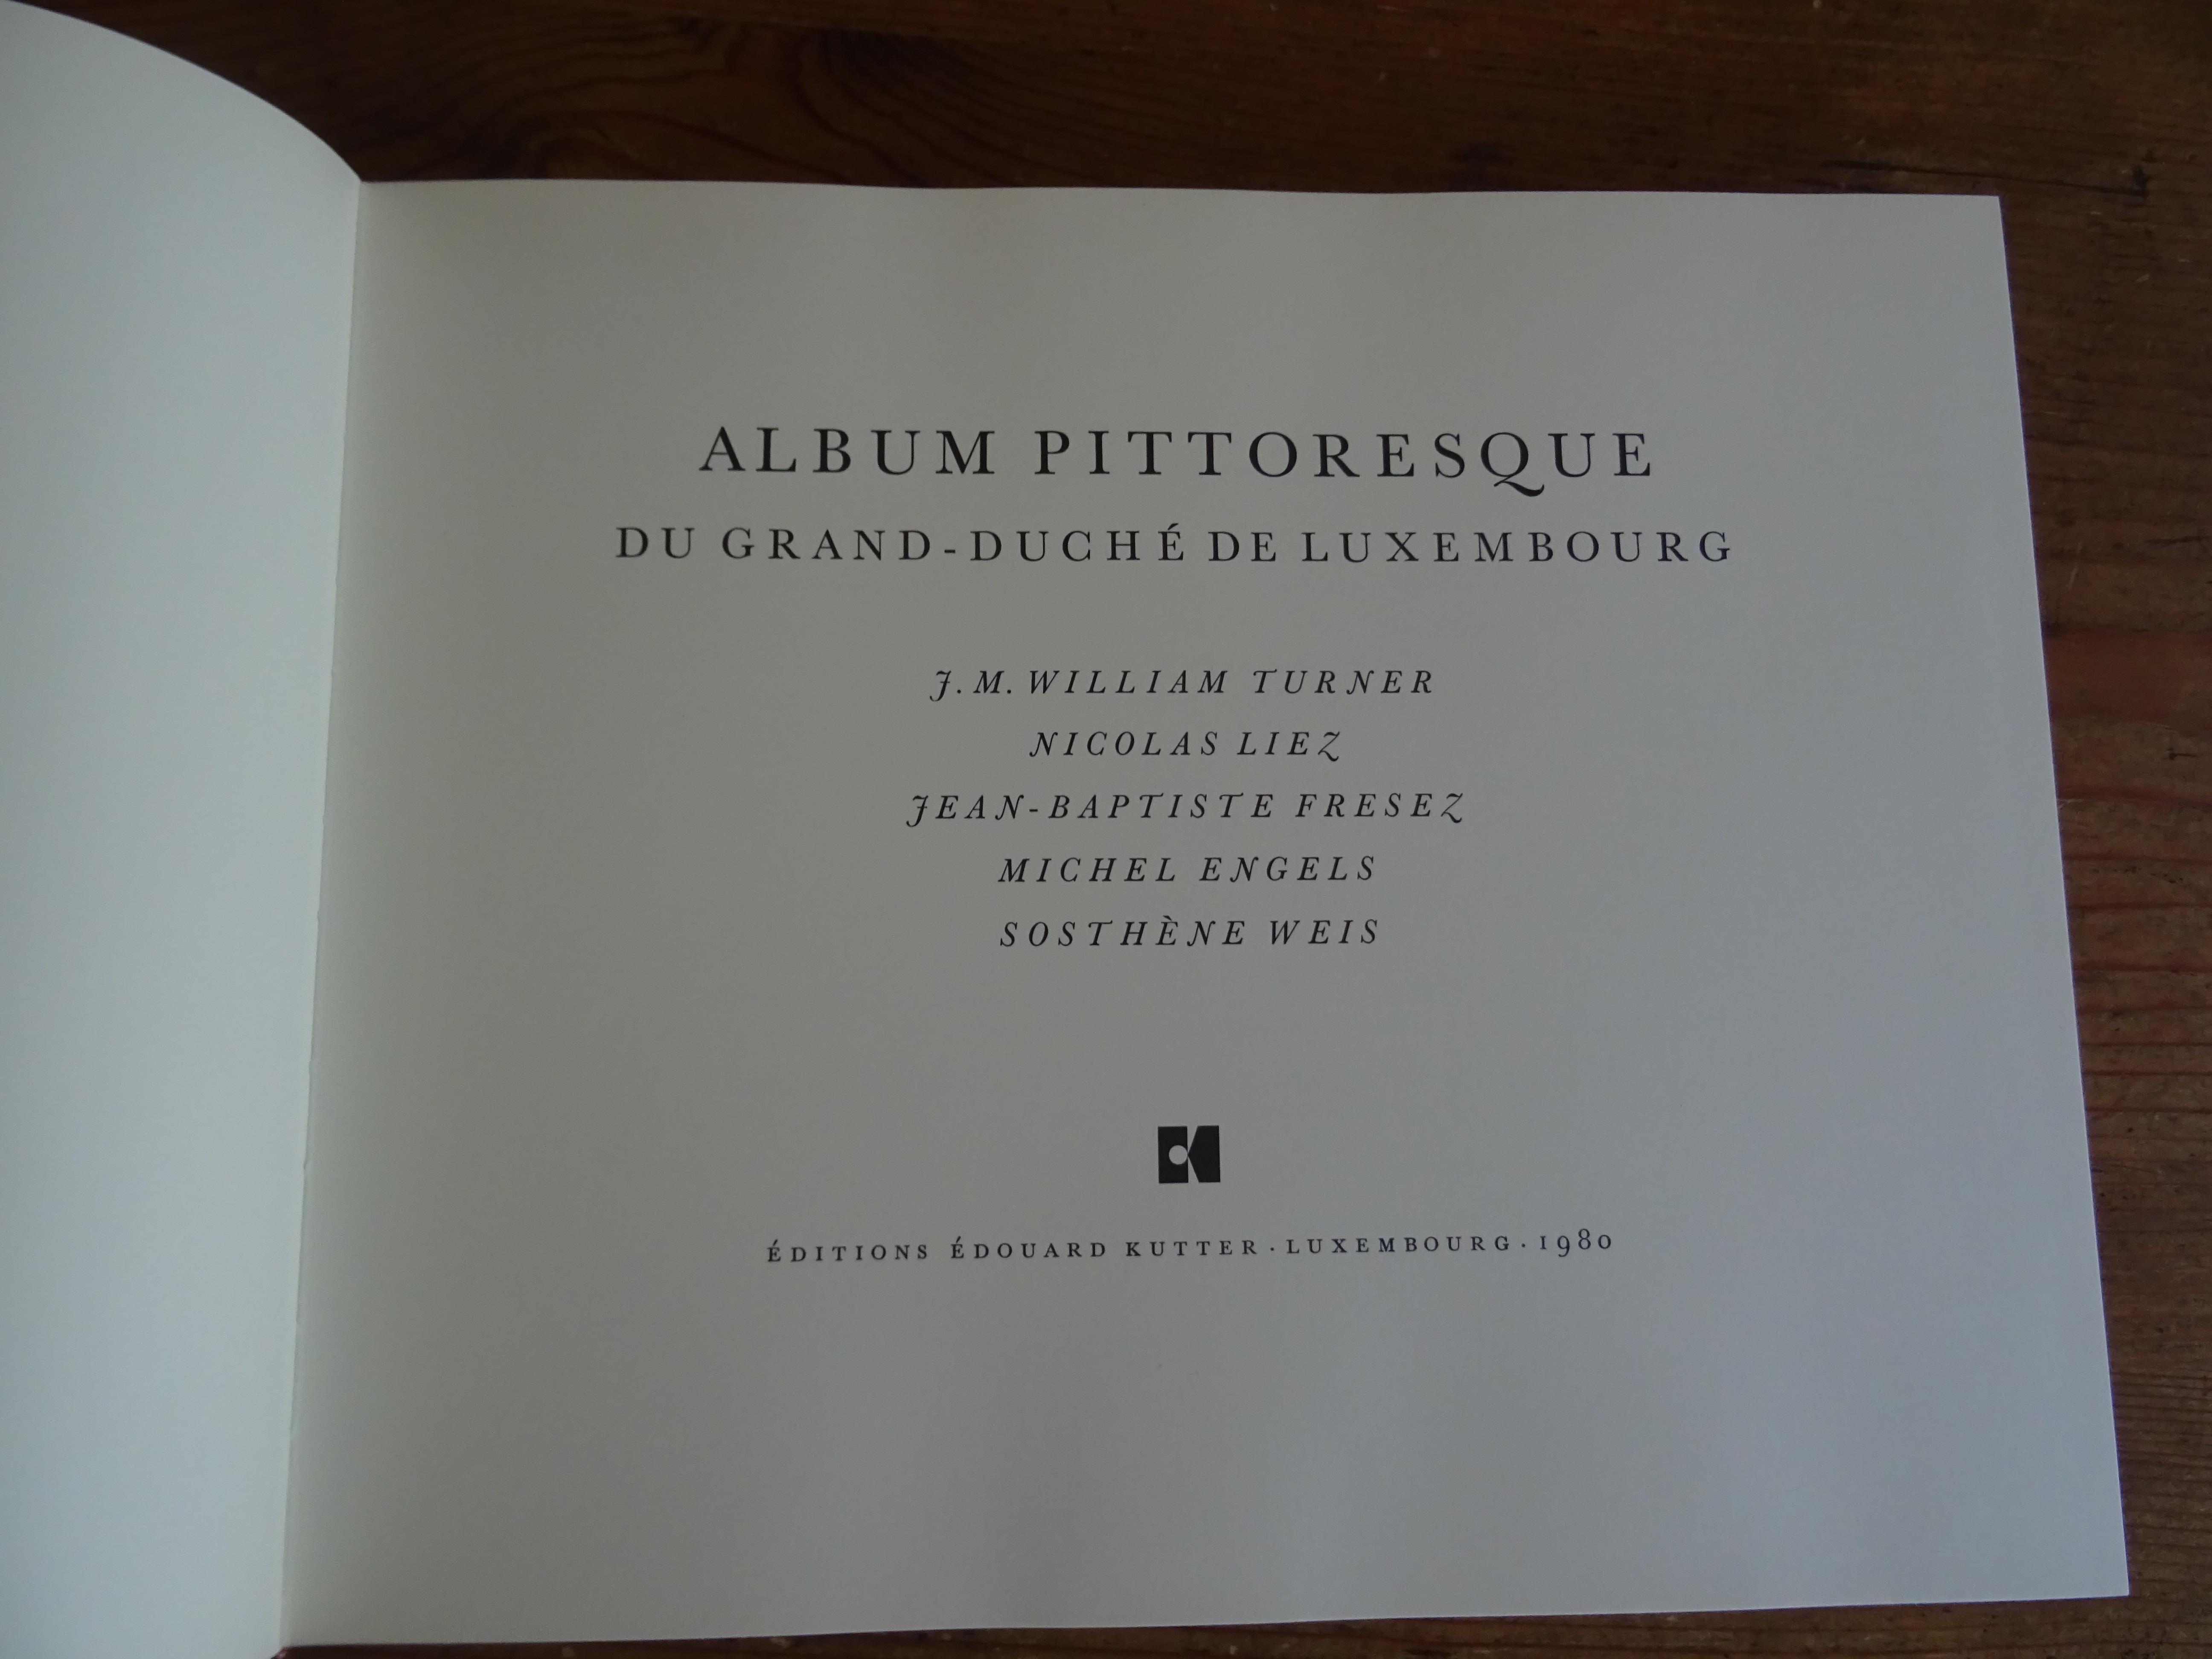 ALBUM PITTORESQUE
DU GRAND-DUCHÉ DE LUXEMBOURG
J. M. WILLIAM TURNER
NICOLAS LIEZ
JEAN-BAPTISTE FRESEZ
MICHEL ENGELS
SOSTHÈNE WEIS
K
ÉDITIONS ÉDOUARD KUTTER · LUXEMBOURG · 1980